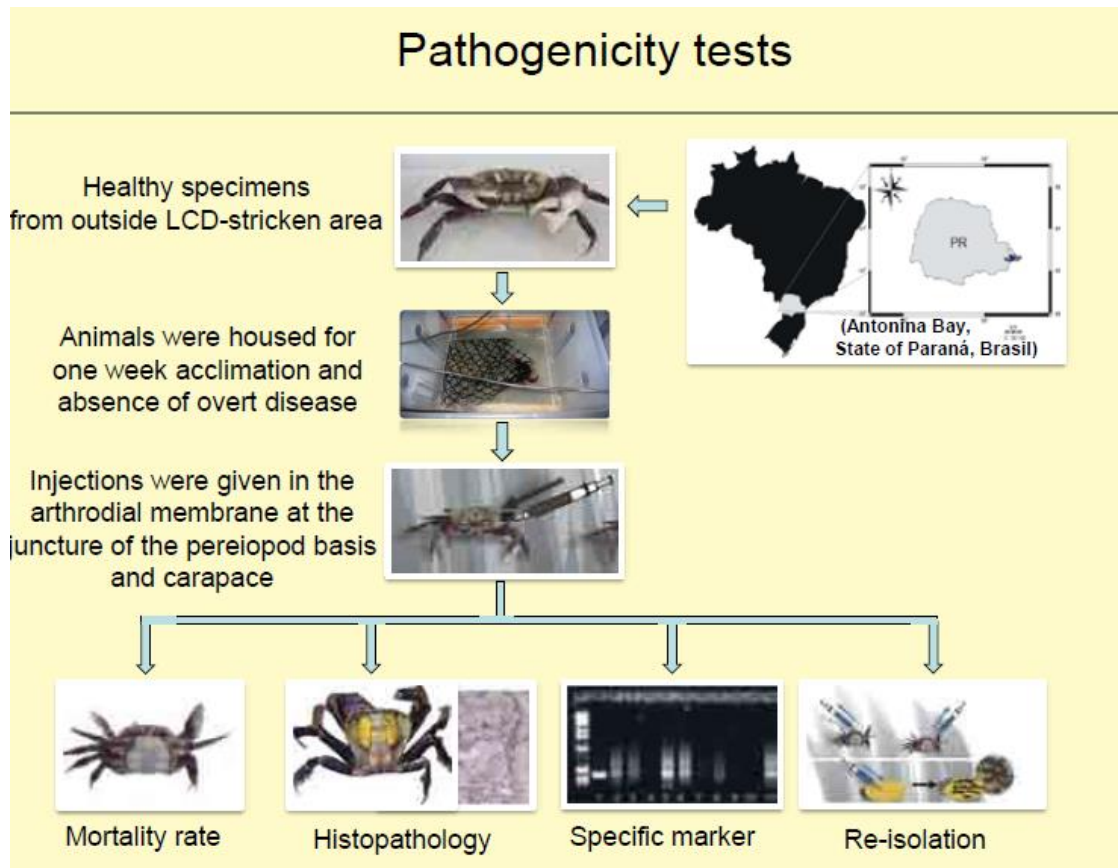 Pathogenicity tests
Healthy specimens
from outside LCD-stricken area
PR
(Antonina Bay,
State of Paraná, Brasil)
Animals were housed for
one week acclimation and
absence of overt disease
Injections were given in the
arthrodial membrane at the
juncture of the pereiopod basis
and carapace
Mortality rate
Histopathology
Specific marker
Re-isolation